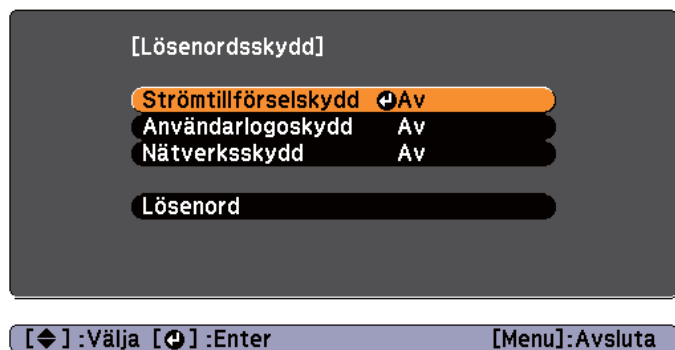 [Lösenordsskydd]
Strömtillförselskydd Av
Användarlogoskydd Av
Nätverksskydd Av
Lösenord
[◆] :Välja [↵] :Enter [Menu]:Avsluta